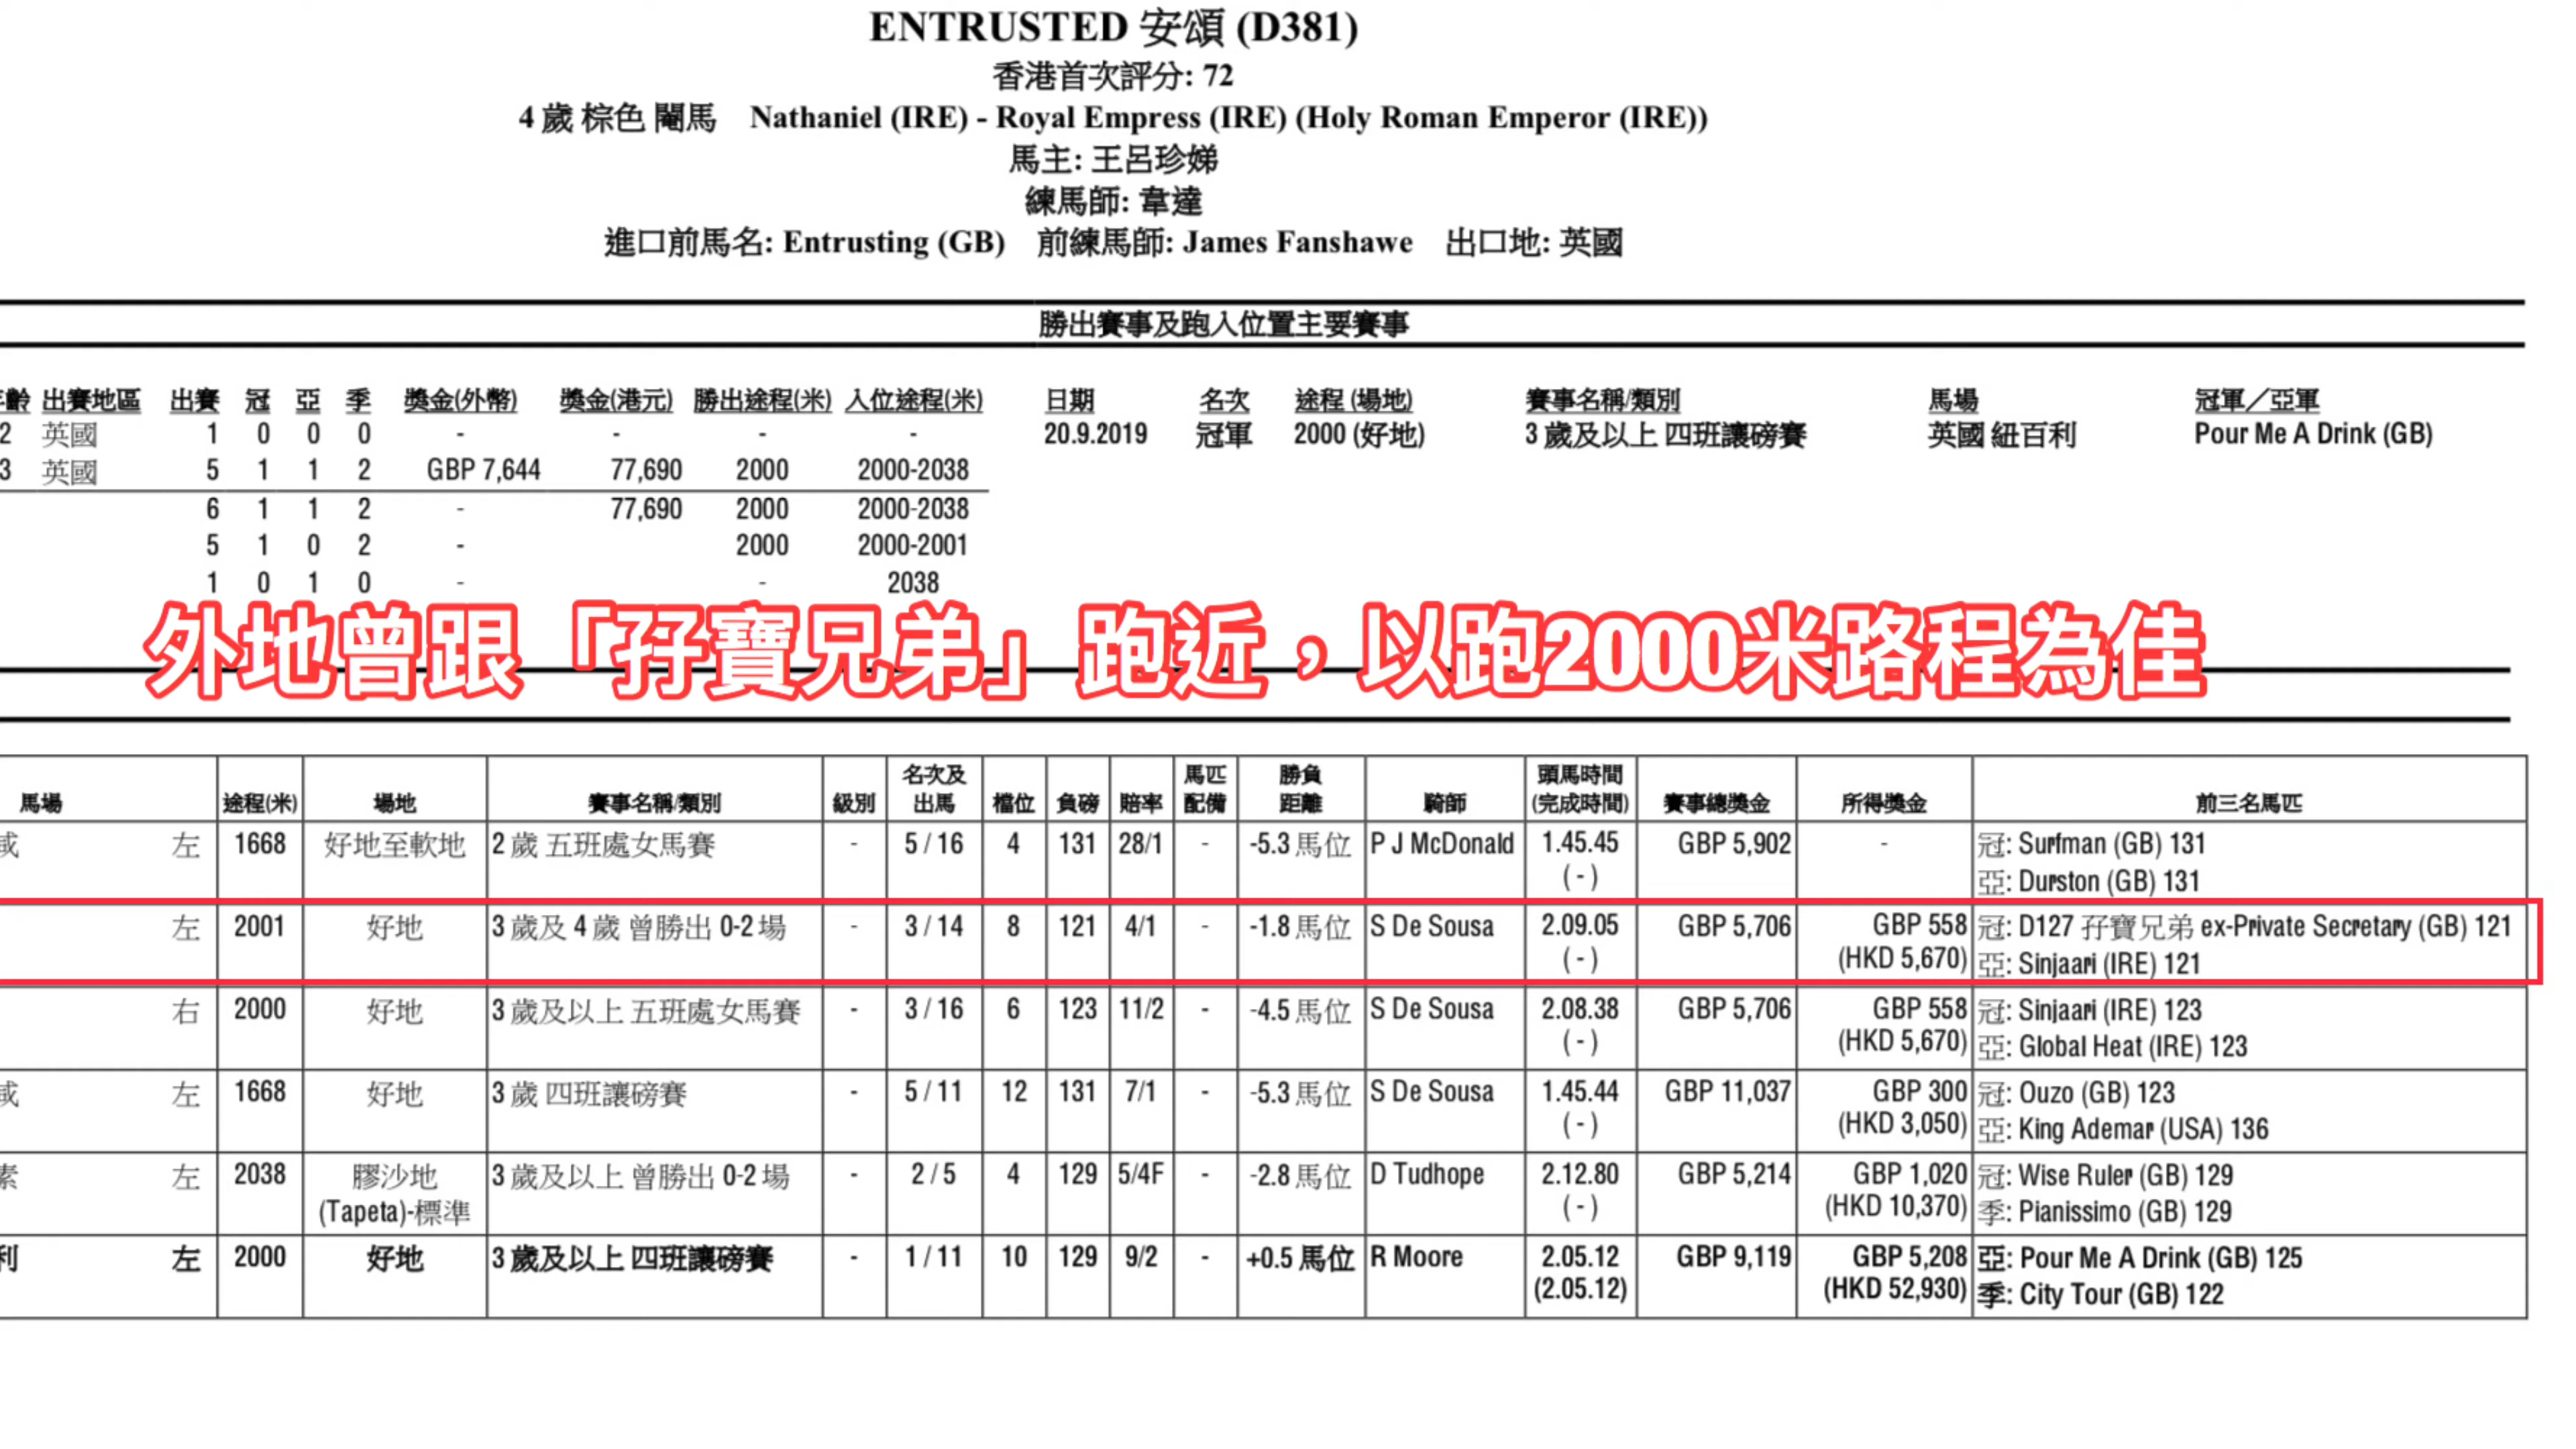 ENTRUSTED 安頌 (D381)
香港首次評分: 72
4 歲 棕色 閹馬 Nathaniel (IRE) - Royal Empress (IRE) (Holy Roman Emperor (IRE))
馬主: 王呂珍娣
練馬師: 韋達
進口前馬名: Entrusting (GB) 前練馬師: James Fanshawe 出口地: 英國
勝出賽事及跑入位置主要賽事
齡 出賽地區 出賽 冠 亞 季 獎金(外幣) 獎金(港元) 勝出途程(米) 入位途程(米) 日期 名次 途程 (場地) 賽事名稱/類別 馬場 冠軍／亞軍
2 英國 1 0 0 0 - - - - 20.9.2019 冠軍 2000 (好地) 3 歲及以上 四班讓磅賽 英國 紐百利 Pour Me A Drink (GB)
3 英國 5 1 1 2 GBP 7,644 77,690 2000 2000-2038
6 1 1 2 - 77,690 2000 2000-2038
5 1 0 2 - 2000 2000-2001
1 0 1 0 - - 2038
外地曾跟「孖寶兄弟」跑近，以跑2000米路程為佳
馬場 途程(米) 場地 賽事名稱/類別 級別 名次及出馬 檔位 負磅 賠率 馬匹配備 勝負距離 騎師 頭馬時間(完成時間) 賽事總獎金 所得獎金 前三名馬匹
左 1668 好地至軟地 2 歲 五班處女馬賽 - 5 / 16 4 131 28/1 - -5.3 馬位 P J McDonald 1.45.45 GBP 5,902 - 冠: Surfman (GB) 131
( - ) 亞: Durston (GB) 131
左 2001 好地 3 歲及 4 歲 曾勝出 0-2 場 - 3 / 14 8 121 4/1 - -1.8 馬位 S De Sousa 2.09.05 GBP 5,706 GBP 558 冠: D127 孖寶兄弟 ex-Private Secretary (GB) 121
( - ) (HKD 5,670) 亞: Sinjaari (IRE) 121
右 2000 好地 3 歲及以上 五班處女馬賽 - 3 / 16 6 123 11/2 - -4.5 馬位 S De Sousa 2.08.38 GBP 5,706 GBP 558 冠: Sinjaari (IRE) 123
( - ) (HKD 5,670) 亞: Global Heat (IRE) 123
左 1668 好地 3 歲 四班讓磅賽 - 5 / 11 12 131 7/1 - -5.3 馬位 S De Sousa 1.45.44 GBP 11,037 GBP 300 冠: Ouzo (GB) 123
( - ) (HKD 3,050) 亞: King Ademar (USA) 136
左 2038 膠沙地 3 歲及以上 曾勝出 0-2 場 - 2 / 5 4 129 5/4F - -2.8 馬位 D Tudhope 2.12.80 GBP 5,214 GBP 1,020 冠: Wise Ruler (GB) 129
(Tapeta)-標準 ( - ) (HKD 10,370) 季: Pianissimo (GB) 129
利 左 2000 好地 3 歲及以上 四班讓磅賽 - 1 / 11 10 129 9/2 - +0.5 馬位 R Moore 2.05.12 GBP 9,119 GBP 5,208 亞: Pour Me A Drink (GB) 125
(2.05.12) (HKD 52,930) 季: City Tour (GB) 122